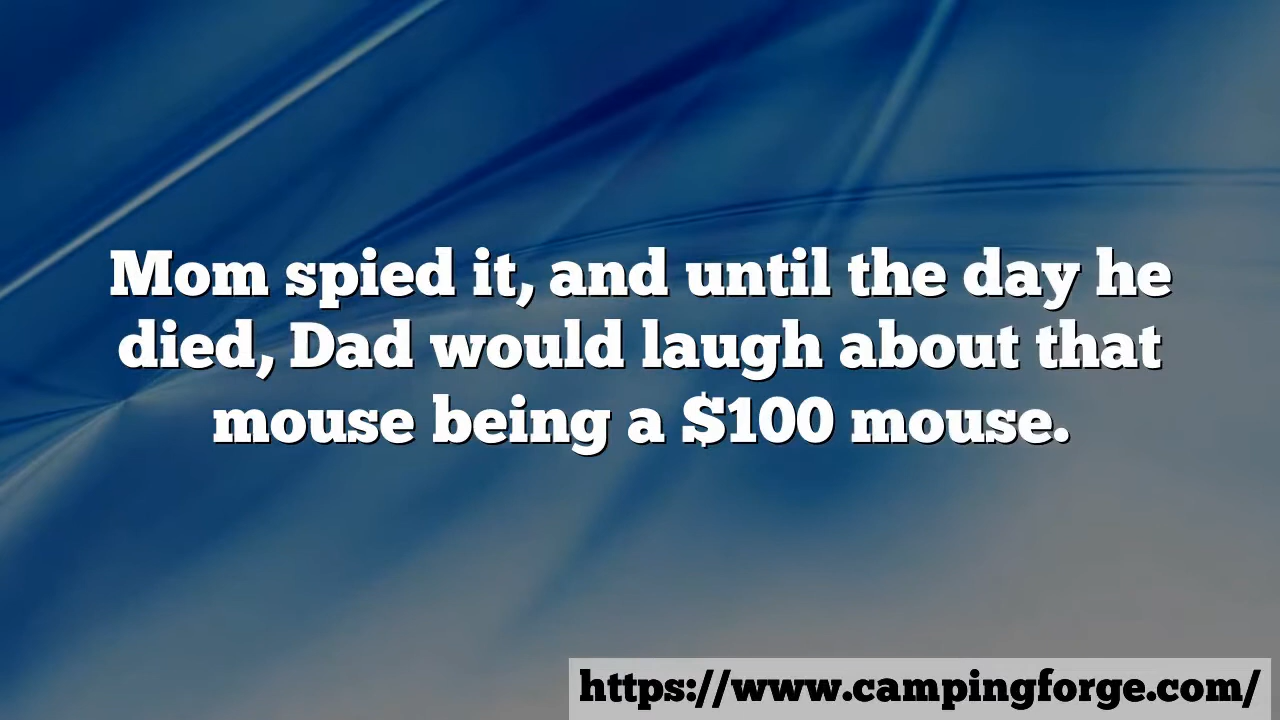 Mom spied it, and until the day he
died, Dad would laugh about that
mouse being a $100 mouse.
https://www.campingforge.com/